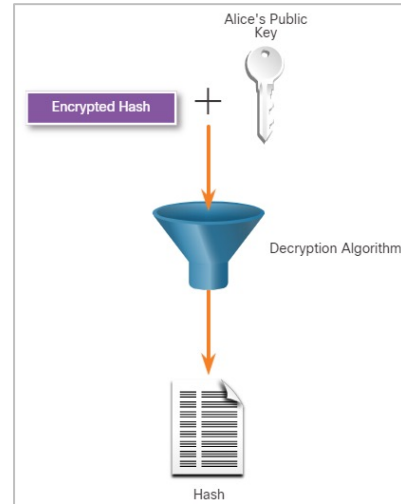 Alice's Public
Key
Encrypted Hash
Decryption Algorithm
Hash